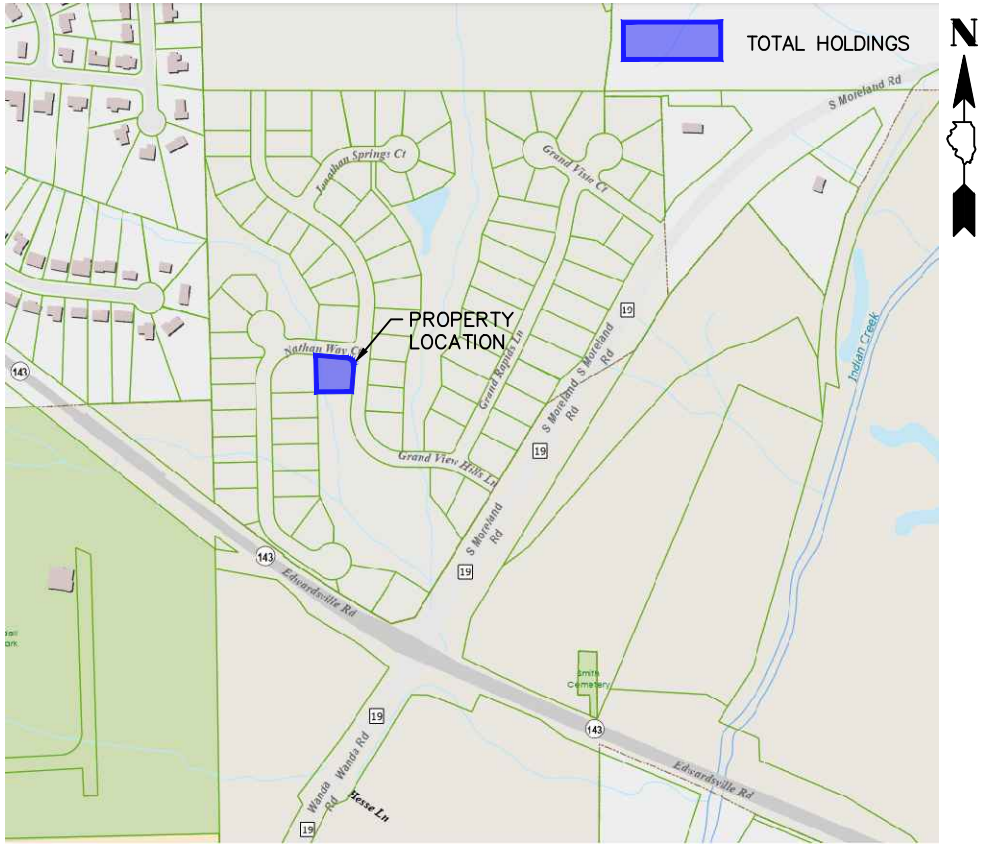 TOTAL HOLDINGS
N
S Moreland Rd
Jonathan Springs Ct
Grand Vista Ct
19
PROPERTY
LOCATION
Nathan Way Ct
143
Grand Rapids Ln
S Moreland
Rd
Indian Creek
S Moreland
Rd
19
Grand View Hills Ln
S Moreland
Rd
143
19
Edwardsville Rd
Smith
Cemetery
19
143
Wanda Rd
Wanda
Rd
Edwardsville Rd
Hesse Ln
19